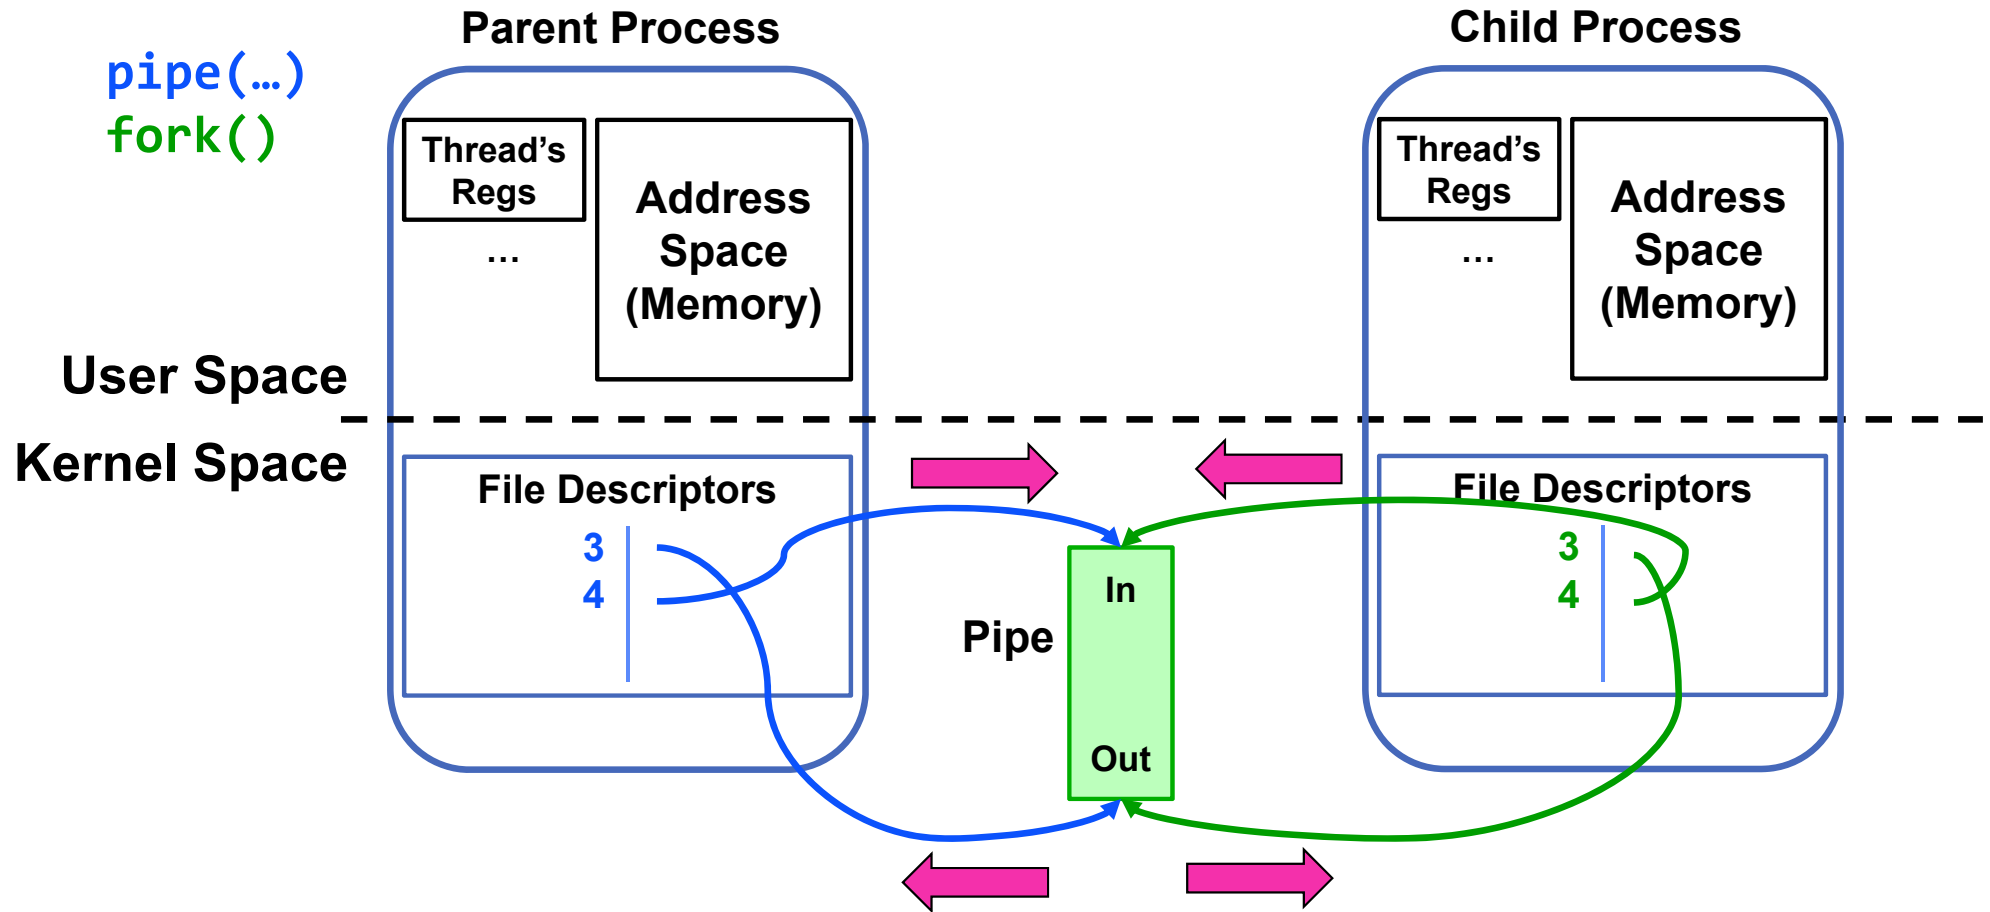 Parent Process
Child Process
pipe(…)
fork()
Thread’s
Regs
…
Address
Space
(Memory)
Thread’s
Regs
…
Address
Space
(Memory)
User Space
Kernel Space
File Descriptors
3
4
Pipe
In
Out
File Descriptors
3
4